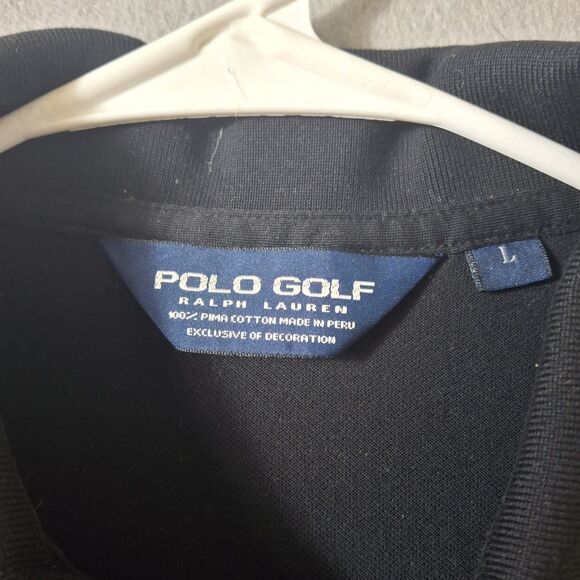 POLO GOLF
RALPH LAUREN
100% PIMA COTTON MADE IN PERU
EXCLUSIVE OF DECORATION
L